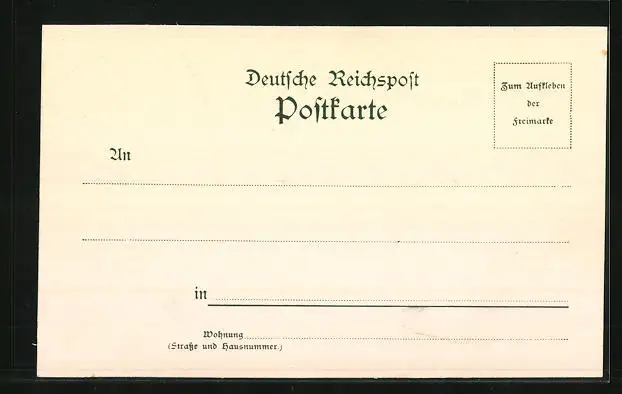 Deutsche Reichspost
Postkarte
Zum Aufkleben
der
Freimarke
An
in
Wohnung
(Straße und Hausnummer.)